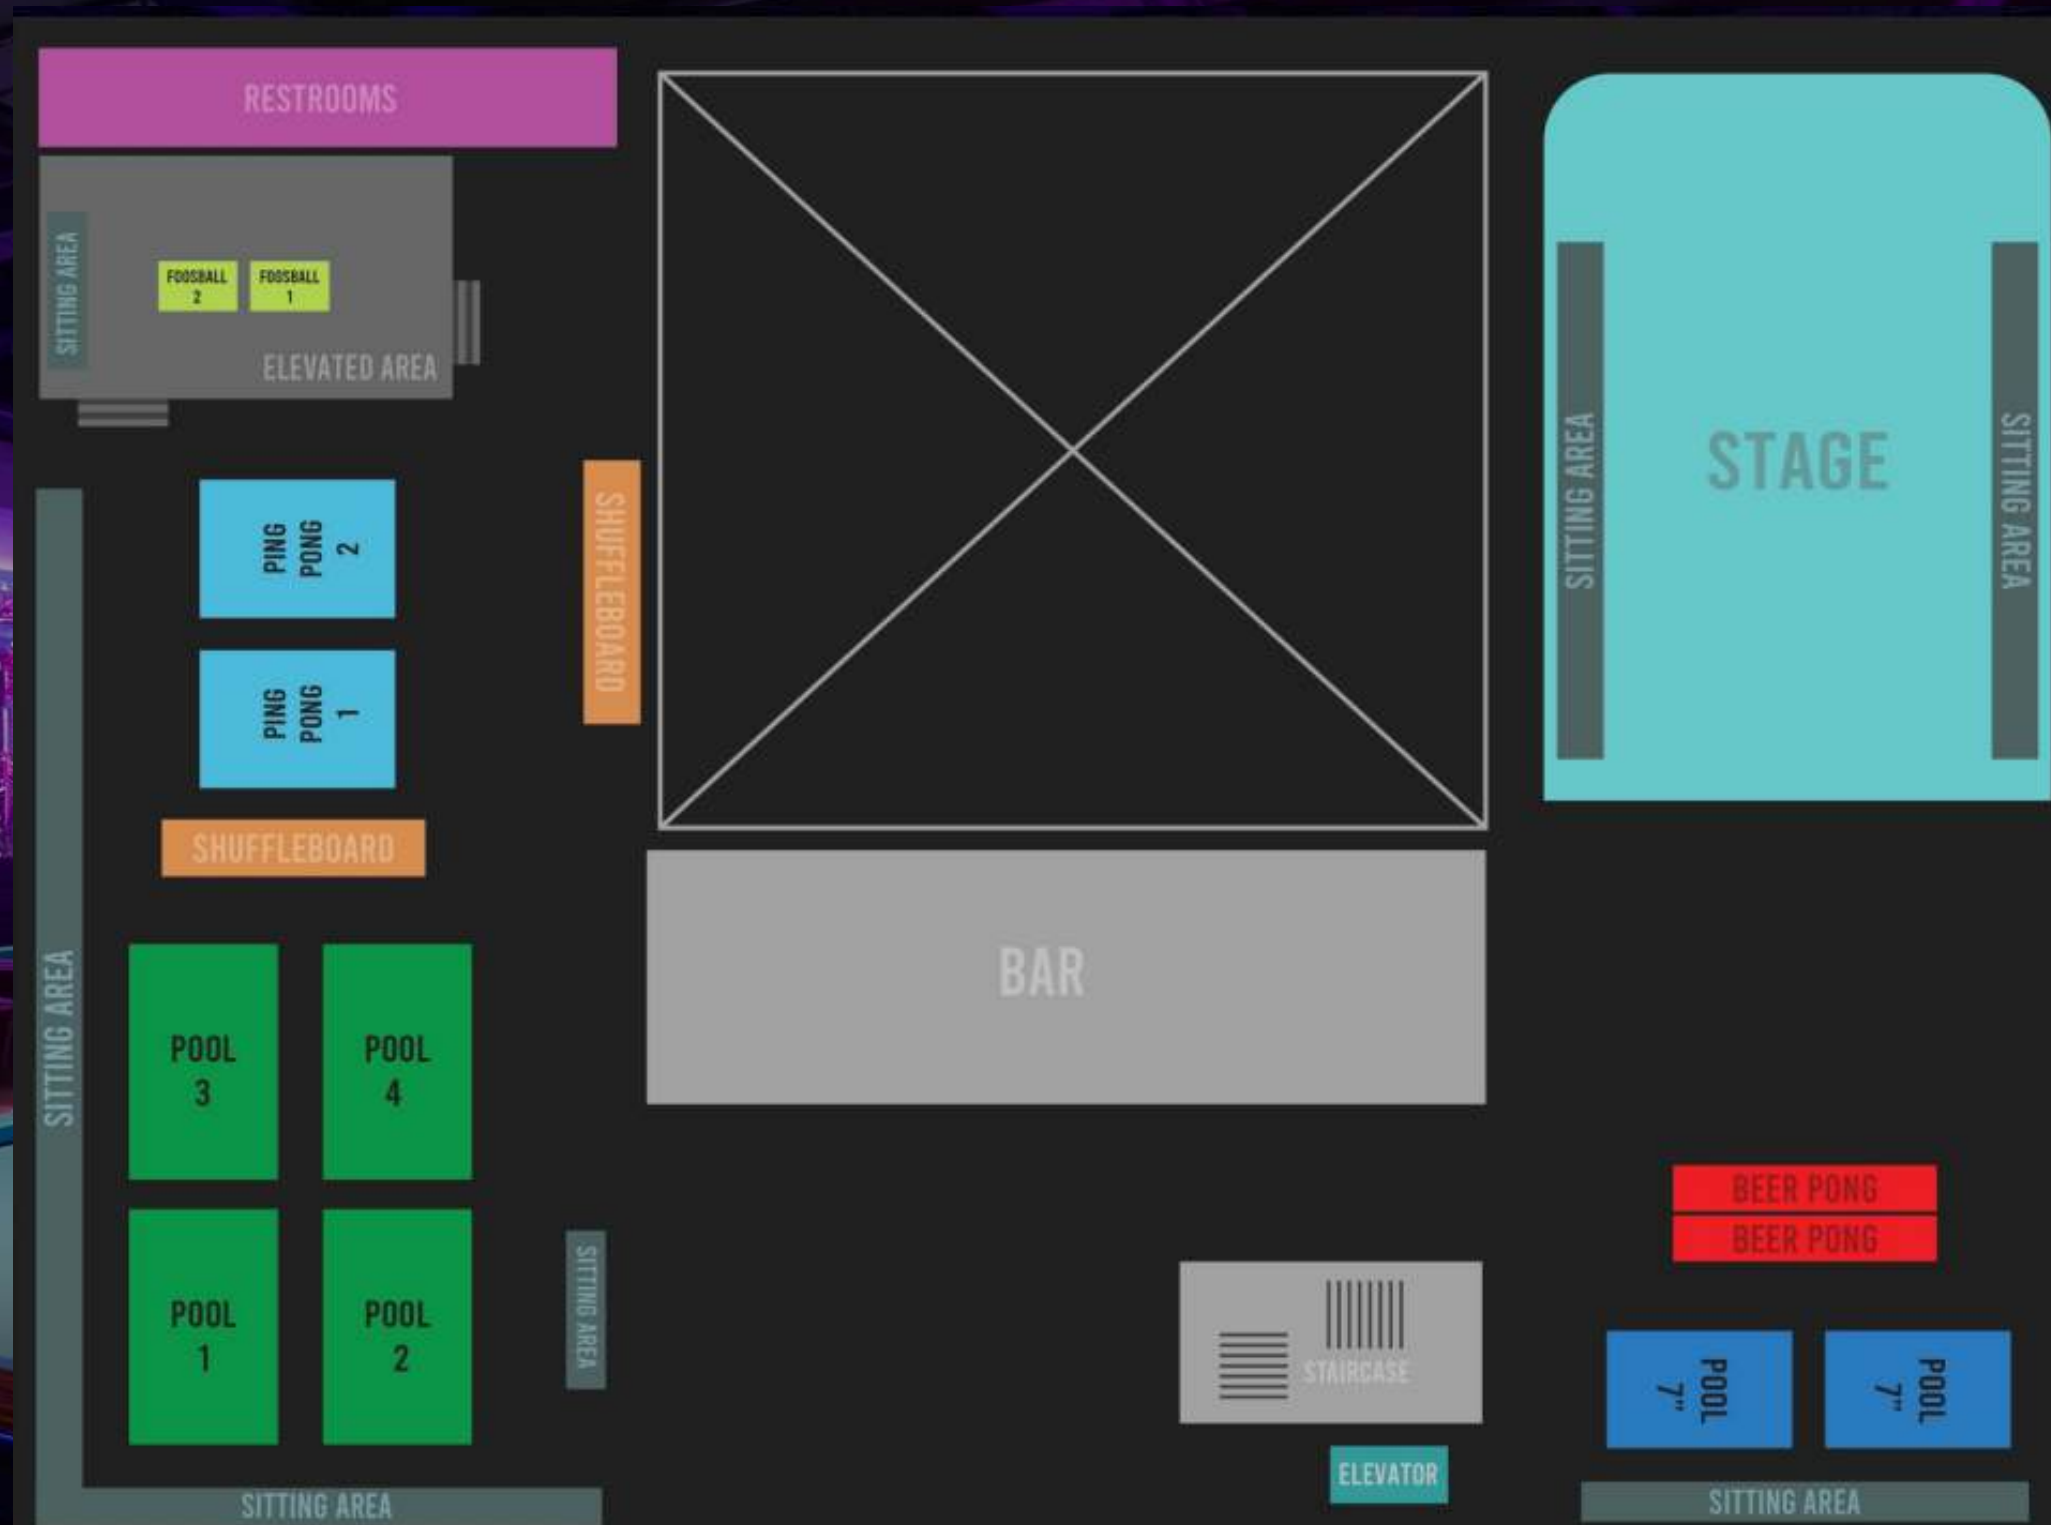 RESTROOMS
SITTING AREA
FOOSBALL
2
FOOSBALL
1
ELEVATED AREA
PING
PONG
2
PING
PONG
1
SHUFFLEBOARD
SHUFFLEBOARD
SITTING AREA
STAGE
SITTING AREA
SITTING AREA
BAR
POOL
3
POOL
4
POOL
1
POOL
2
SITTING AREA
SITTING AREA
STAIRCASE
ELEVATOR
BEER PONG
BEER PONG
POOL
7"
POOL
7"
SITTING AREA